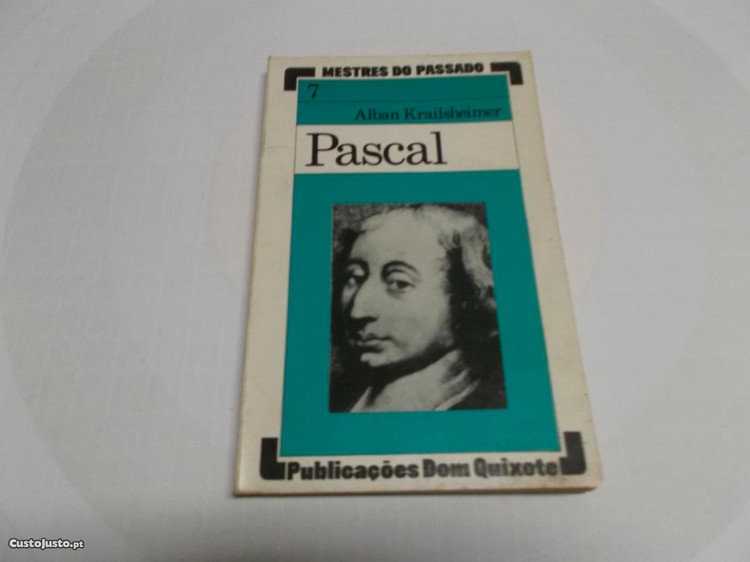 MESTRES DO PASSADO
7
Alban Krailsheimer
Pascal
Publicações Dom Quixote
CustoJusto.pt